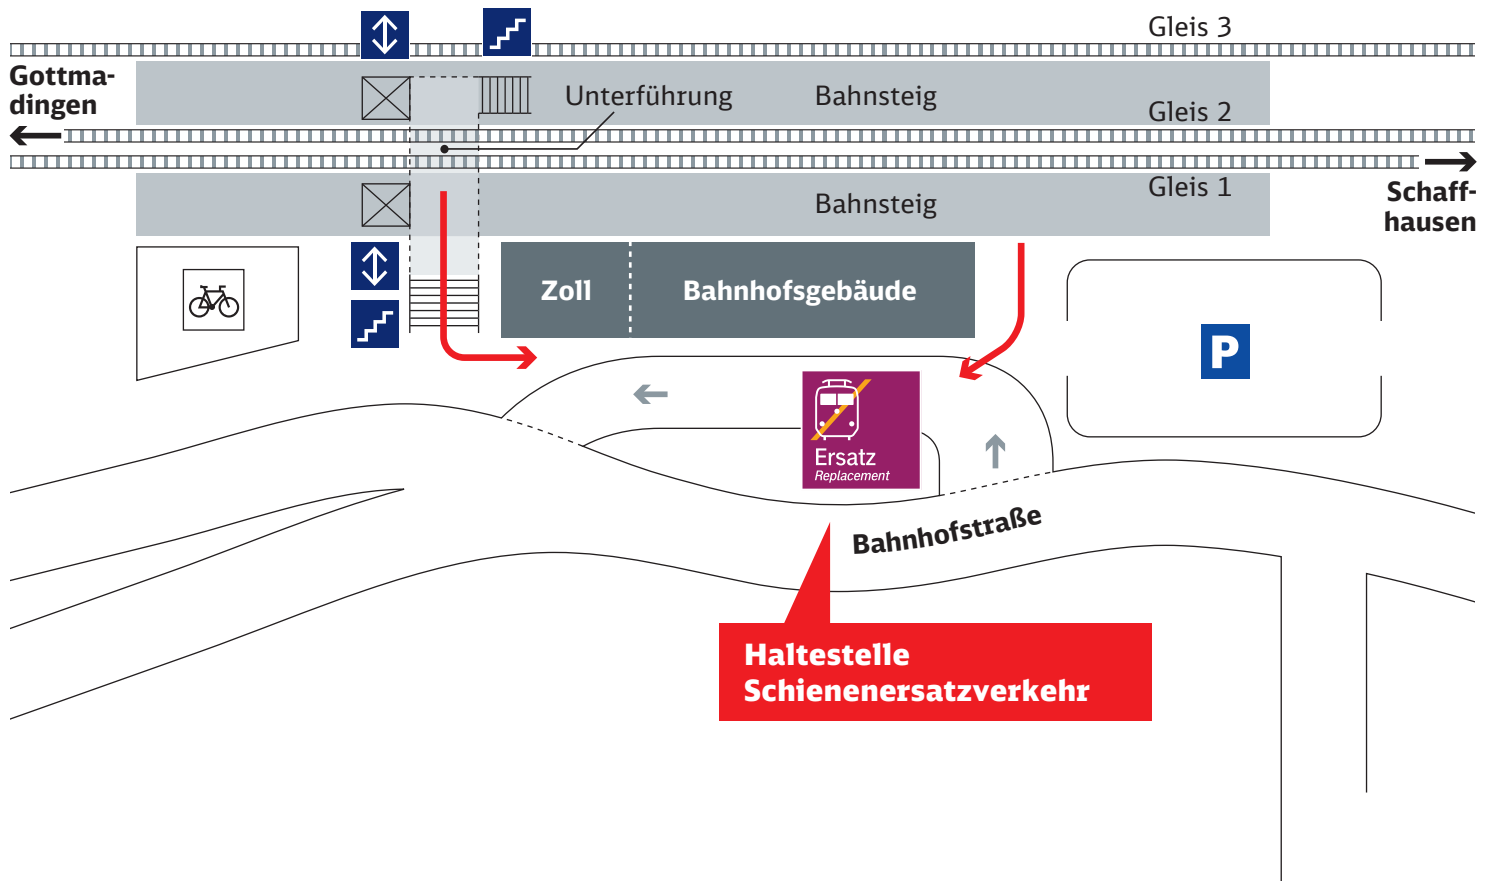 Gleis 3
Gottma-
dingen
Unterführung
Bahnsteig
Gleis 2
Bahnsteig
Gleis 1
Schaff-
hausen
Zoll
Bahnhofsgebäude
P
Ersatz
Replacement
Bahnhofstraße
Haltestelle
Schienenersatzverkehr